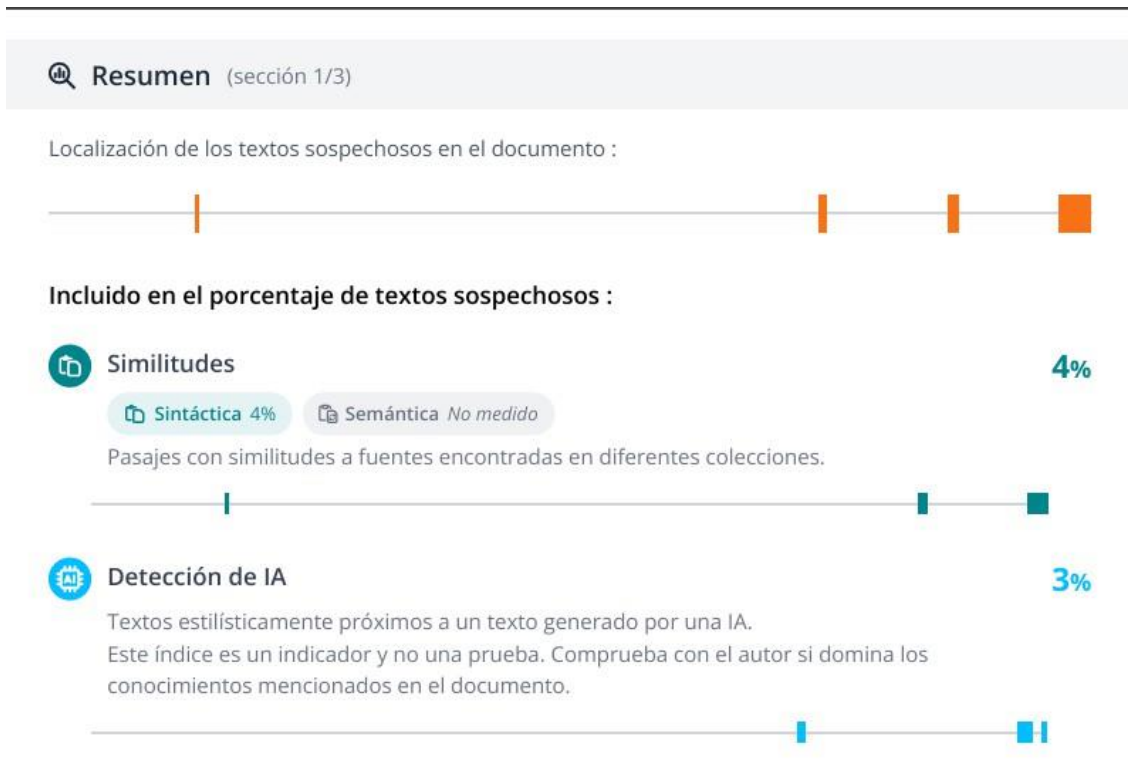 Resumen (sección 1/3)
Localización de los textos sospechosos en el documento :
Incluido en el porcentaje de textos sospechosos :
Similitudes 4%
Sintáctica 4% Semántica No medido
Pasajes con similitudes a fuentes encontradas en diferentes colecciones.
AI Detección de IA 3%
Textos estilísticamente próximos a un texto generado por una IA.
Este índice es un indicador y no una prueba. Comprueba con el autor si domina los
conocimientos mencionados en el documento.